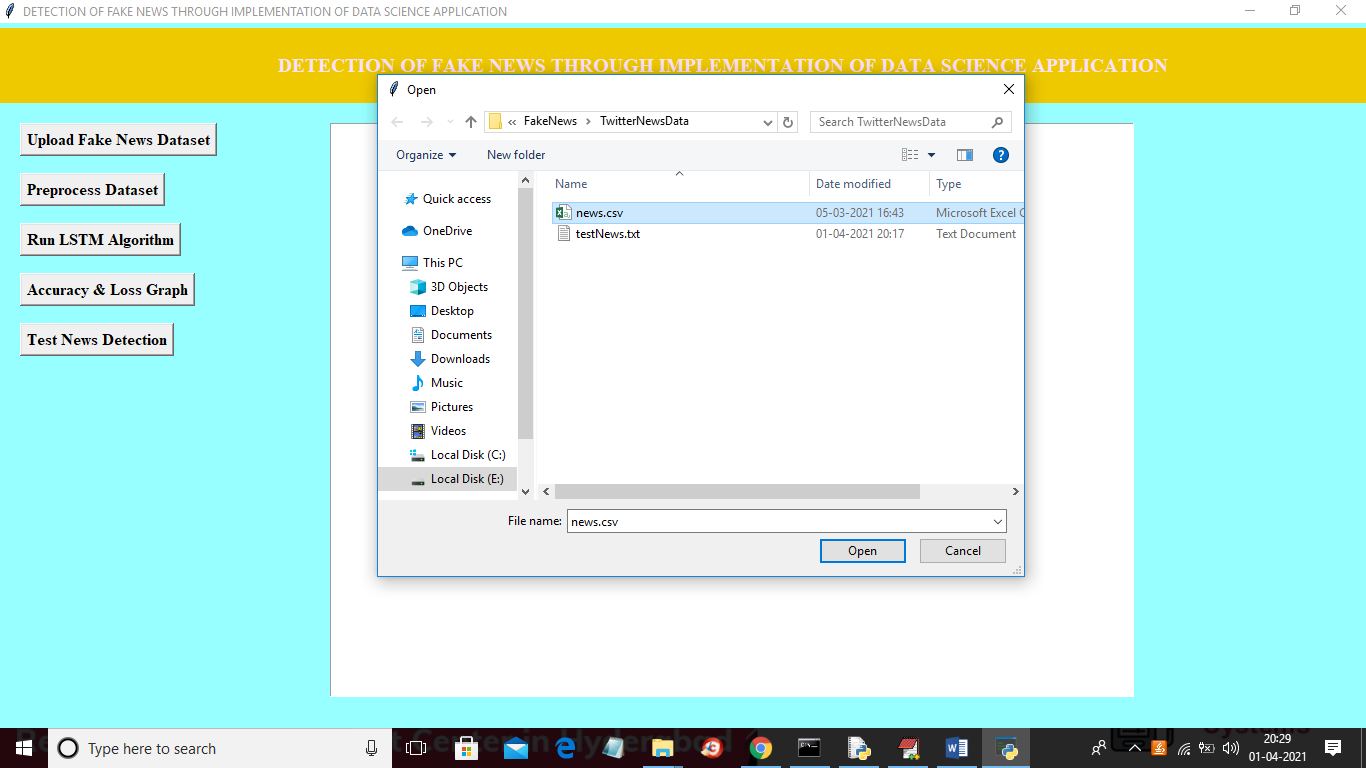 DETECTION OF FAKE NEWS THROUGH IMPLEMENTATION OF DATA SCIENCE APPLICATION
DETECTION OF FAKE NEWS THROUGH IMPLEMENTATION OF DATA SCIENCE APPLICATION
Upload Fake News Dataset
Preprocess Dataset
Run LSTM Algorithm
Accuracy & Loss Graph
Test News Detection
Open
« FakeNews › TwitterNewsData
Search TwitterNewsData
Organize
New folder
Name Date modified Type
news.csv 05-03-2021 16:43 Microsoft Excel C
testNews.txt 01-04-2021 20:17 Text Document
Quick access
OneDrive
This PC
3D Objects
Desktop
Documents
Downloads
Music
Pictures
Videos
Local Disk (C:)
Local Disk (E:)
File name: news.csv
Open Cancel
Type here to search
20:29
01-04-2021